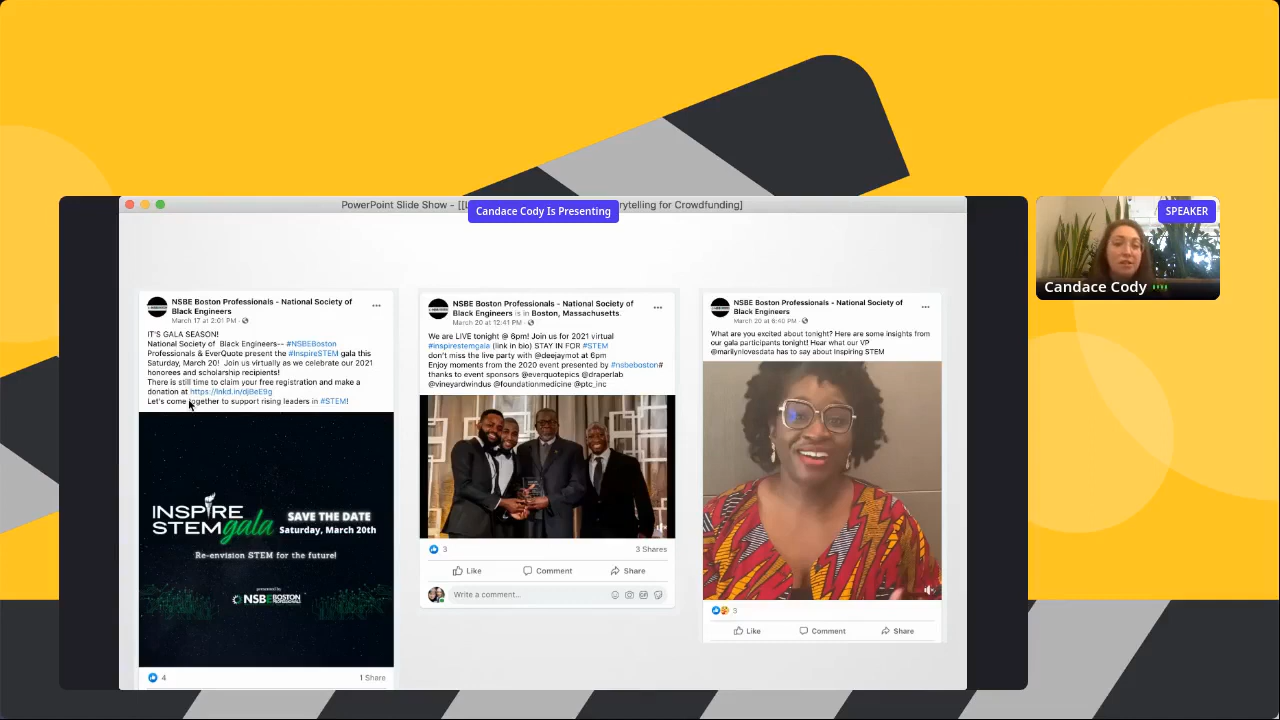 PowerPoint Slide Show - [[L
Candace Cody Is Presenting
rytelling for Crowdfunding]
SPEAKER
Candace Cody
NSBE Boston Professionals - National Society of
Black Engineers
March 17 at 2:01 PM ·
IT'S GALA SEASON!
National Society of Black Engineers-- #NSBEBoston
Professionals & EverQuote present the #InspireSTEM gala this
Saturday, March 20! Join us virtually as we celebrate our 2021
honorees and scholarship recipients!
There is still time to claim your free registration and make a
donation at https://lnkd.in/djBeE9g
Let's come together to support rising leaders in #STEM!
INSPIRE
STEM gala
SAVE THE DATE
Saturday, March 20th
Re-envision STEM for the future!
presented by
NSBE BOSTON
PROFESSIONALS
4
1 Share
NSBE Boston Professionals - National Society of
Black Engineers is in Boston, Massachusetts.
March 20 at 12:41 PM ·
We are LIVE tonight @ 6pm! Join us for 2021 virtual
#inspirestemgala (link in bio) STAY IN FOR #STEM
don't miss the live party with @deejaymot at 6pm
Enjoy moments from the 2020 event presented by #nsbeboston#
thanks to event sponsors @everquotepics @draperlab
@vineyardwindus @foundationmedicine @ptc_inc
3
3 Shares
Like
Comment
Share
Write a comment...
NSBE Boston Professionals - National Society of
Black Engineers
March 20 at 6:40 PM ·
What are you excited about tonight? Here are some insights from
our gala participants tonight! Hear what our VP
@marilynlovesdata has to say about Inspiring STEM
3
Like
Comment
Share